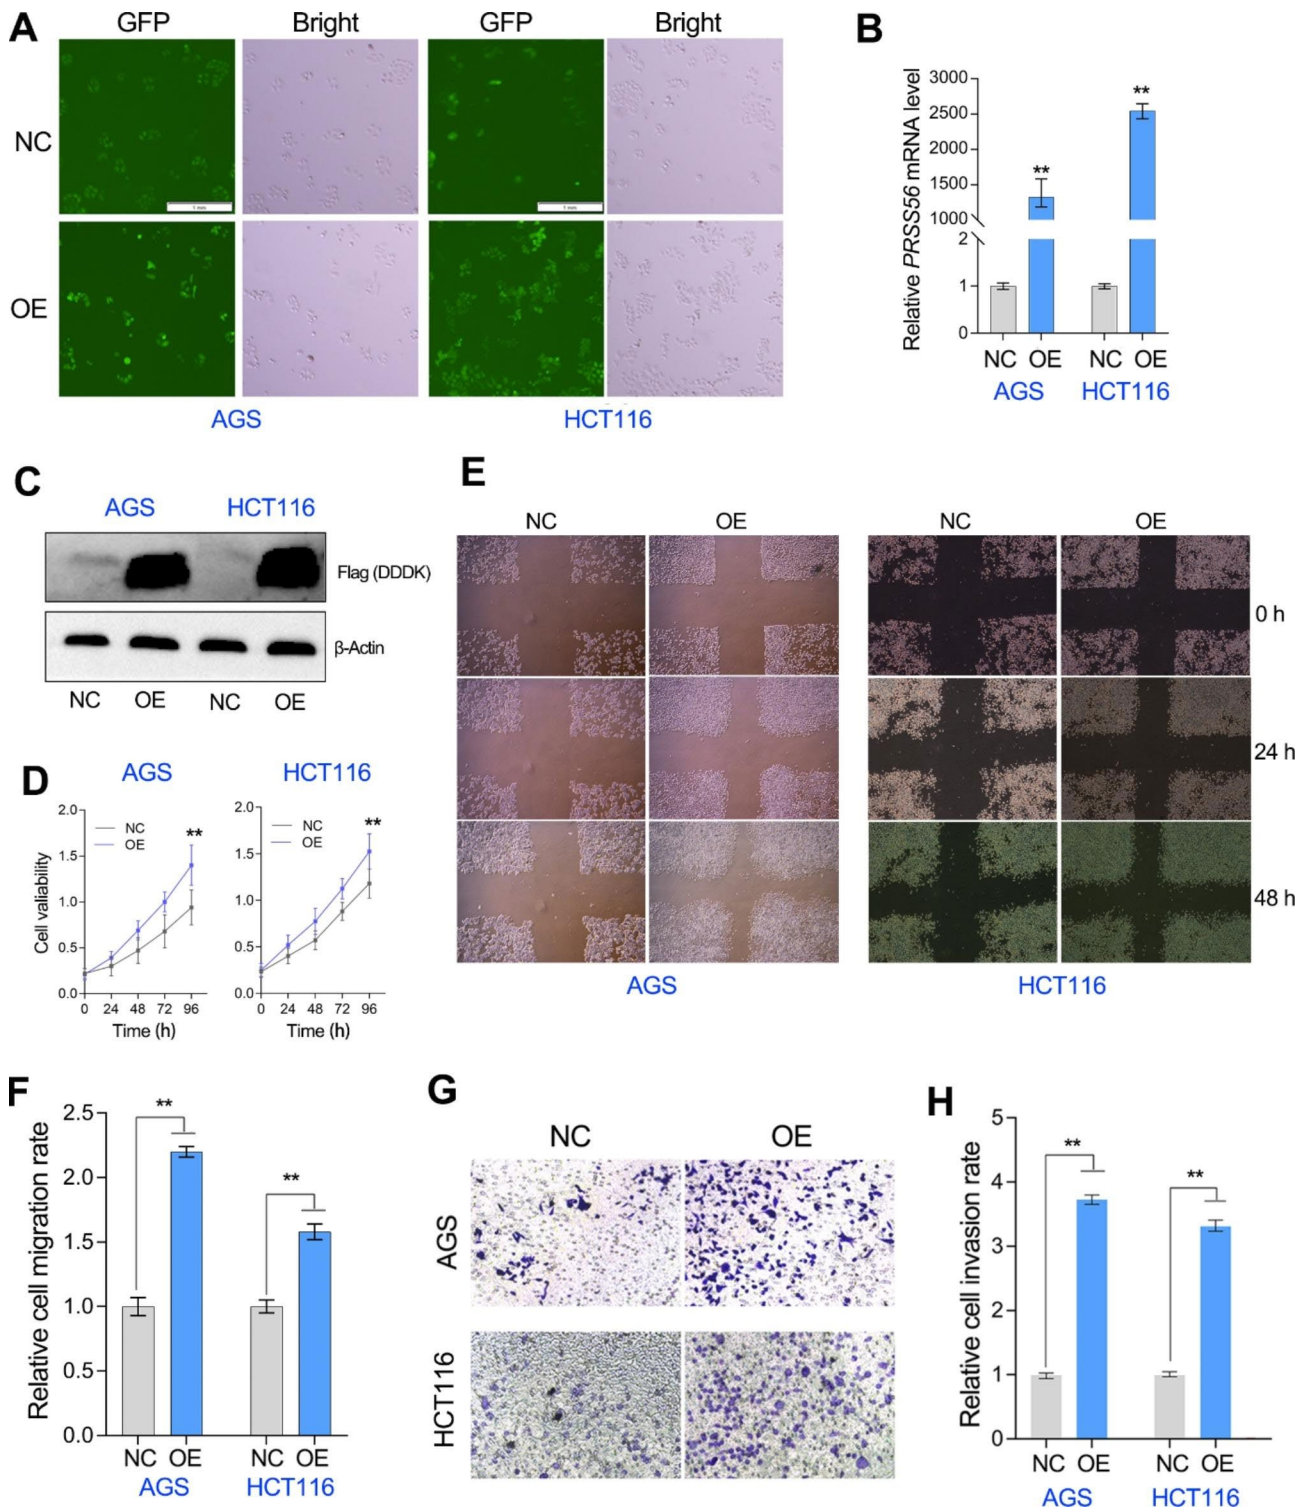 A
GFP Bright GFP Bright
NC
1 mm 1 mm
OE
AGS HCT116
B
Relative PRSS56 mRNA level
3000
2500
2000
1500
1000
2
1
0
** **
NC OE NC OE
AGS HCT116
C
AGS HCT116
Flag (DDDK)
β-Actin
NC OE NC OE
D
AGS HCT116
Cell valiability
2.0
1.5
1.0
0.5
0.0
NC
OE
**
0 24 48 72 96
Time (h)
2.0
1.5
1.0
0.5
0.0
NC
OE
**
0 24 48 72 96
Time (h)
E
NC OE NC OE
0 h
24 h
48 h
AGS HCT116
F
Relative cell migration rate
2.5
2.0
1.5
1.0
0.5
0.0
** **
NC OE NC OE
AGS HCT116
G
NC OE
AGS
HCT116
H
Relative cell invasion rate
5
4
3
2
1
0
** **
NC OE NC OE
AGS HCT116